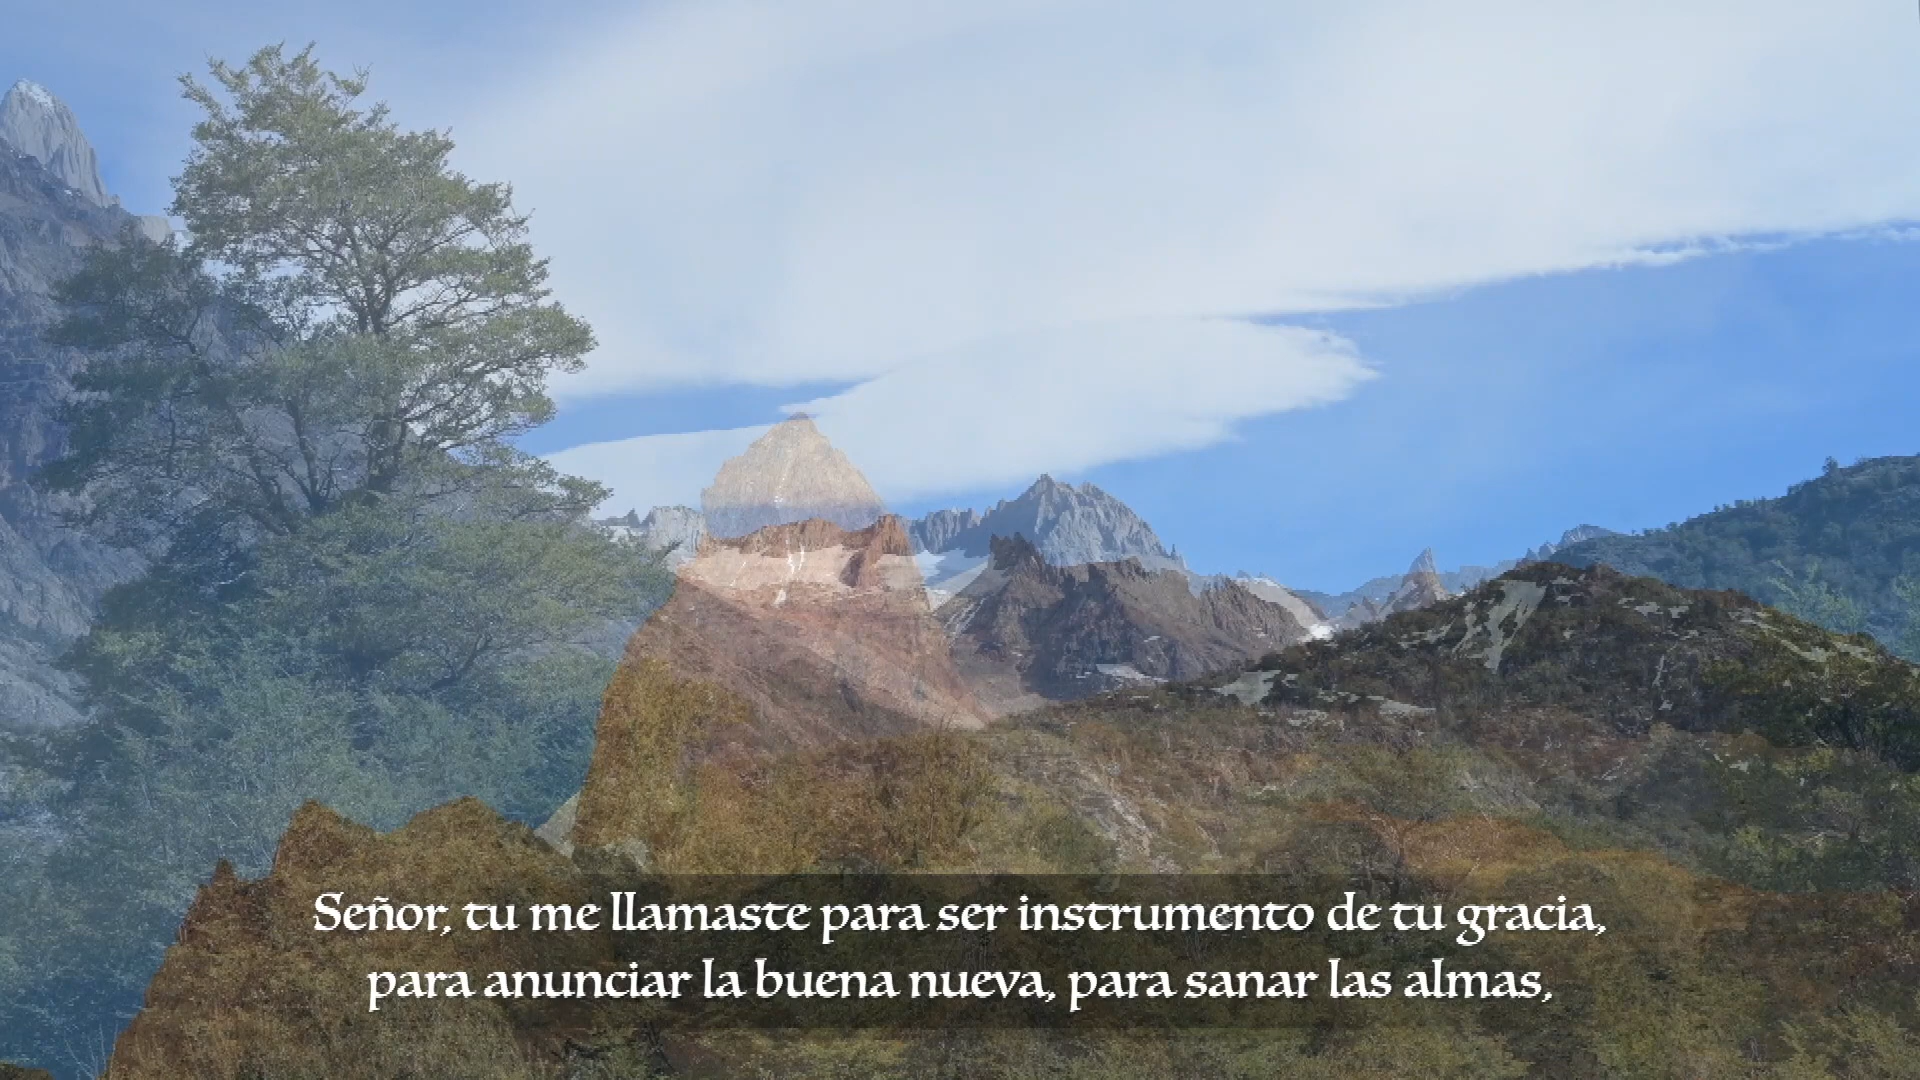 Señor, tu me llamaste para ser instrumento de tu gracia,
para anunciar la buena nueva, para sanar las almas,